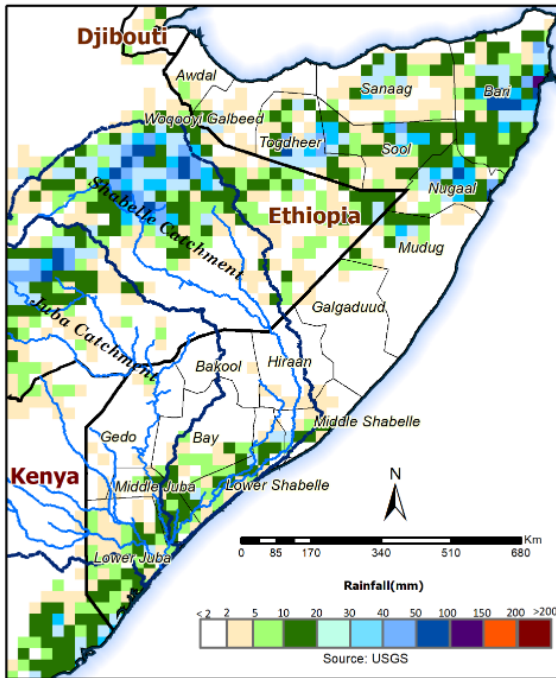 Djibouti
Awdal
Sanaag
Bari
Woqooyi Galbeed
Togdheer
Sool
Nugaal
Shabelle Catchment
Ethiopia
Mudug
Galgaduud
Juba Catchment
Bakool
Hiraan
Gedo
Bay
Middle Shabelle
Kenya
Middle Juba
Lower Shabelle
N
Lower Juba
0 85 170 340 510 680 Km
Rainfall(mm)
< 2 2 5 10 20 30 40 50 100 150 200 >200
Source: USGS